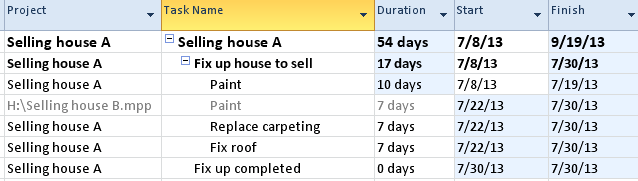 Project Task Name Duration Start Finish
Selling house A Selling house A 54 days 7/8/13 9/19/13
Selling house A Fix up house to sell 17 days 7/8/13 7/30/13
Selling house A Paint 10 days 7/8/13 7/19/13
H:\Selling house B.mpp Paint 7 days 7/22/13 7/30/13
Selling house A Replace carpeting 7 days 7/22/13 7/30/13
Selling house A Fix roof 7 days 7/22/13 7/30/13
Selling house A Fix up completed 0 days 7/30/13 7/30/13